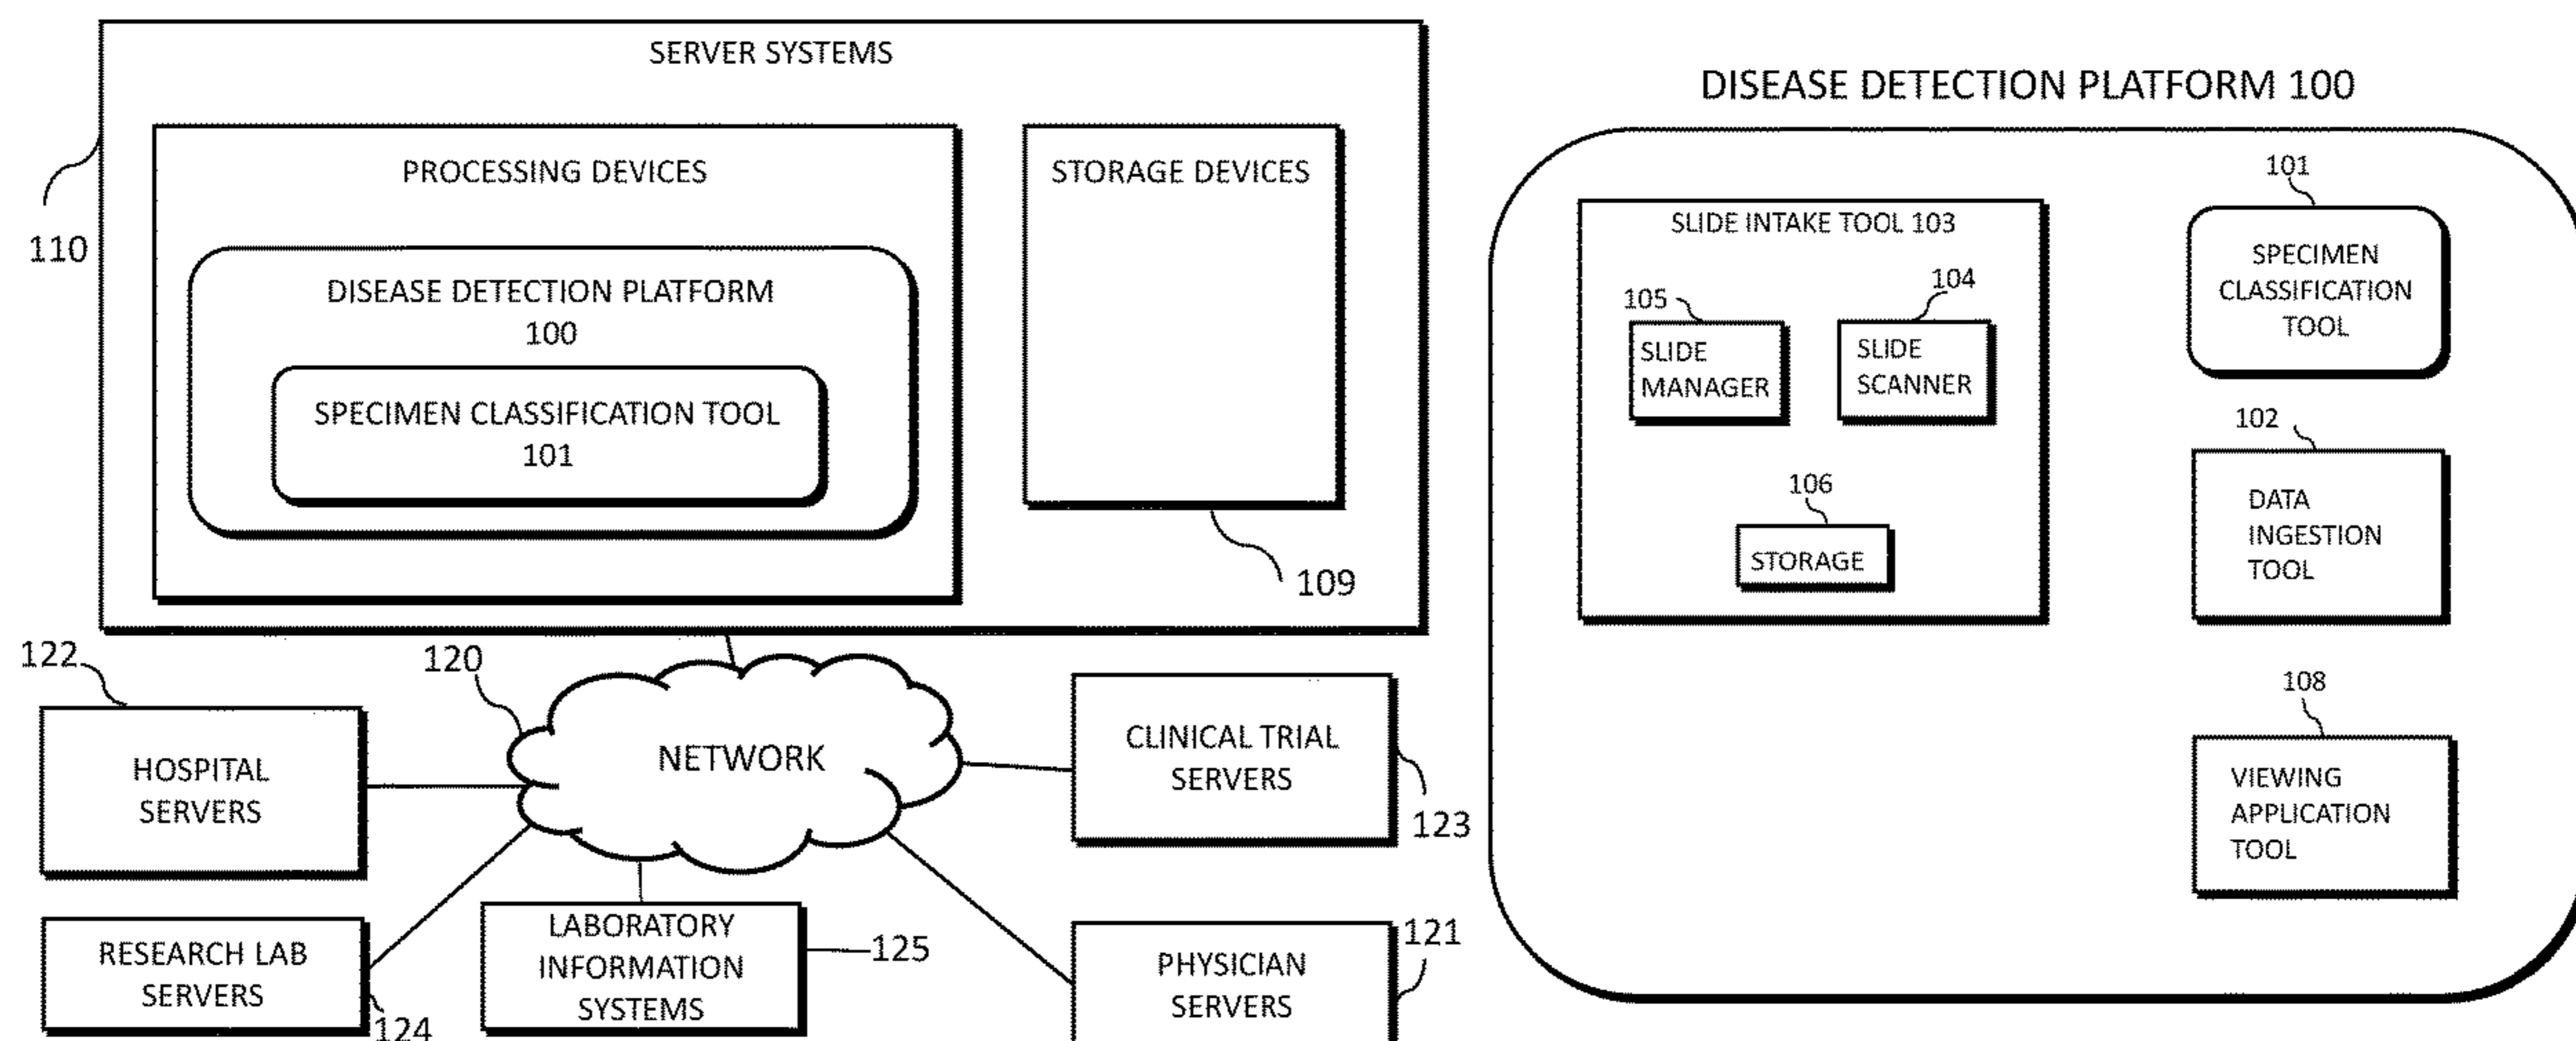 SERVER SYSTEMS
PROCESSING DEVICES
STORAGE DEVICES
110
DISEASE DETECTION PLATFORM
100
SPECIMEN CLASSIFICATION TOOL
101
109
122
120
NETWORK
HOSPITAL
SERVERS
CLINICAL TRIAL
SERVERS
123
RESEARCH LAB
SERVERS
124
LABORATORY
INFORMATION
SYSTEMS
125
PHYSICIAN
SERVERS
121
DISEASE DETECTION PLATFORM 100
SLIDE INTAKE TOOL 103
105
SLIDE
MANAGER
104
SLIDE
SCANNER
106
STORAGE
101
SPECIMEN
CLASSIFICATION
TOOL
102
DATA
INGESTION
TOOL
108
VIEWING
APPLICATION
TOOL